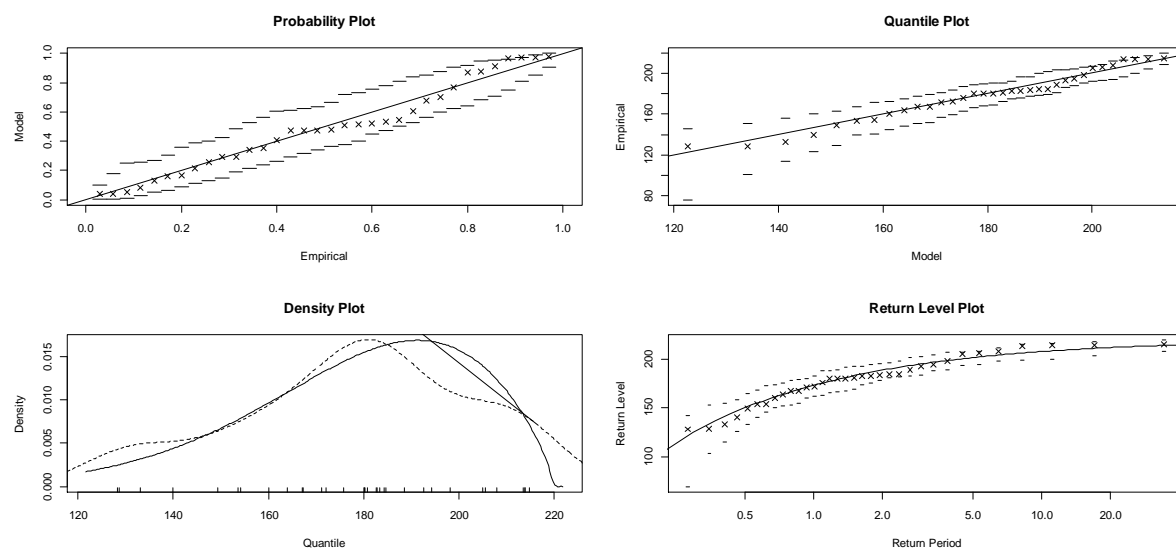 Probability Plot
Model
0.0 0.2 0.4 0.6 0.8 1.0
0.0 0.2 0.4 0.6 0.8 1.0
Empirical
Quantile Plot
Empirical
80 120 160 200
120 140 160 180 200
Model
Density Plot
Density
0.000 0.005 0.010 0.015
120 140 160 180 200 220
Quantile
Return Level Plot
Return Level
100 150 200
0.5 1.0 2.0 5.0 10.0 20.0
Return Period